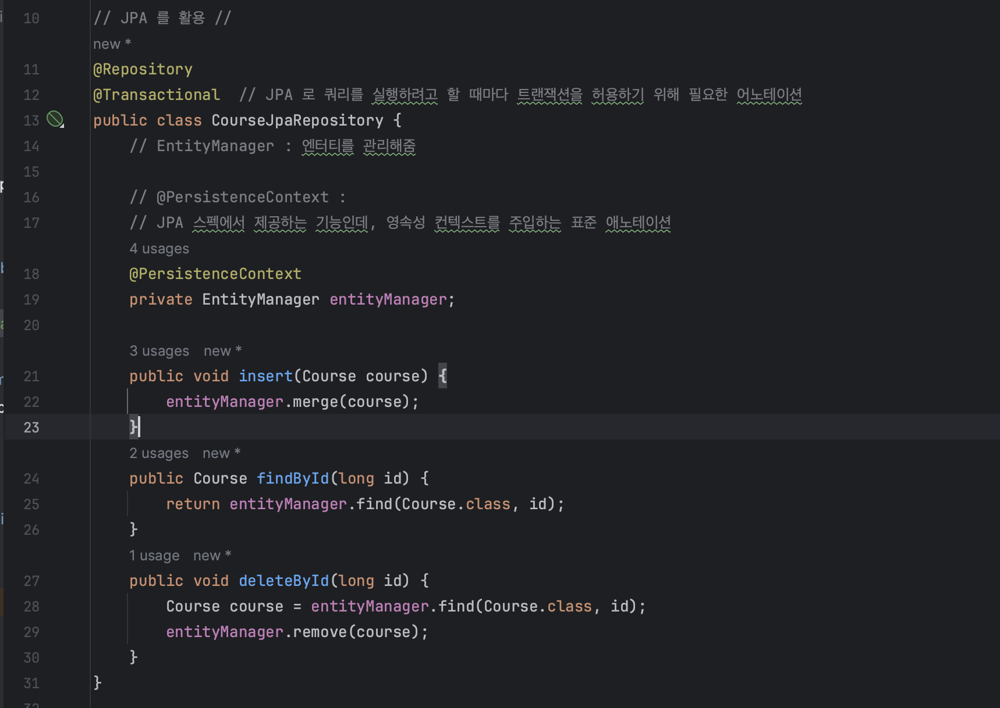 10 // JPA 를 활용 //
new *
11 @Repository
12 @Transactional // JPA 로 쿼리를 실행하려고 할 때마다 트랜잭션을 허용하기 위해 필요한 어노테이션
13 public class CourseJpaRepository {
14 // EntityManager : 엔터티를 관리해줌
15
16 // @PersistenceContext :
17 // JPA 스펙에서 제공하는 기능인데, 영속성 컨텍스트를 주입하는 표준 애노테이션
4 usages
18 @PersistenceContext
19 private EntityManager entityManager;
20
3 usages new *
21 public void insert(Course course) {
22 entityManager.merge(course);
23 }
2 usages new *
24 public Course findById(long id) {
25 return entityManager.find(Course.class, id);
26 }
1 usage new *
27 public void deleteById(long id) {
28 Course course = entityManager.find(Course.class, id);
29 entityManager.remove(course);
30 }
31 }